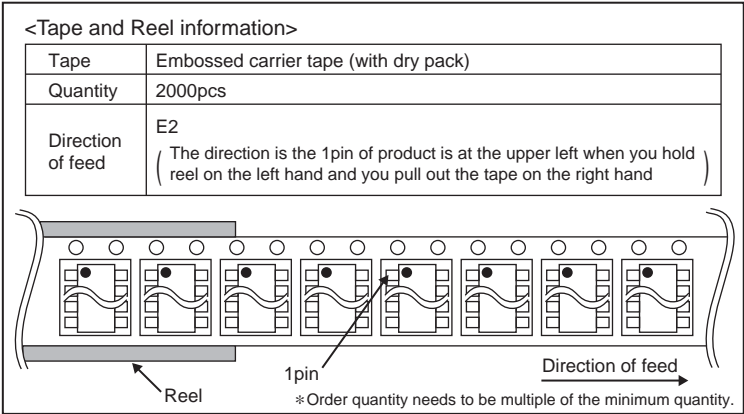 <Tape and Reel information>
Tape Embossed carrier tape (with dry pack)
Quantity 2000pcs
Direction of feed E2
( The direction is the 1pin of product is at the upper left when you hold
reel on the left hand and you pull out the tape on the right hand )
1pin
Reel
Direction of feed
*Order quantity needs to be multiple of the minimum quantity.